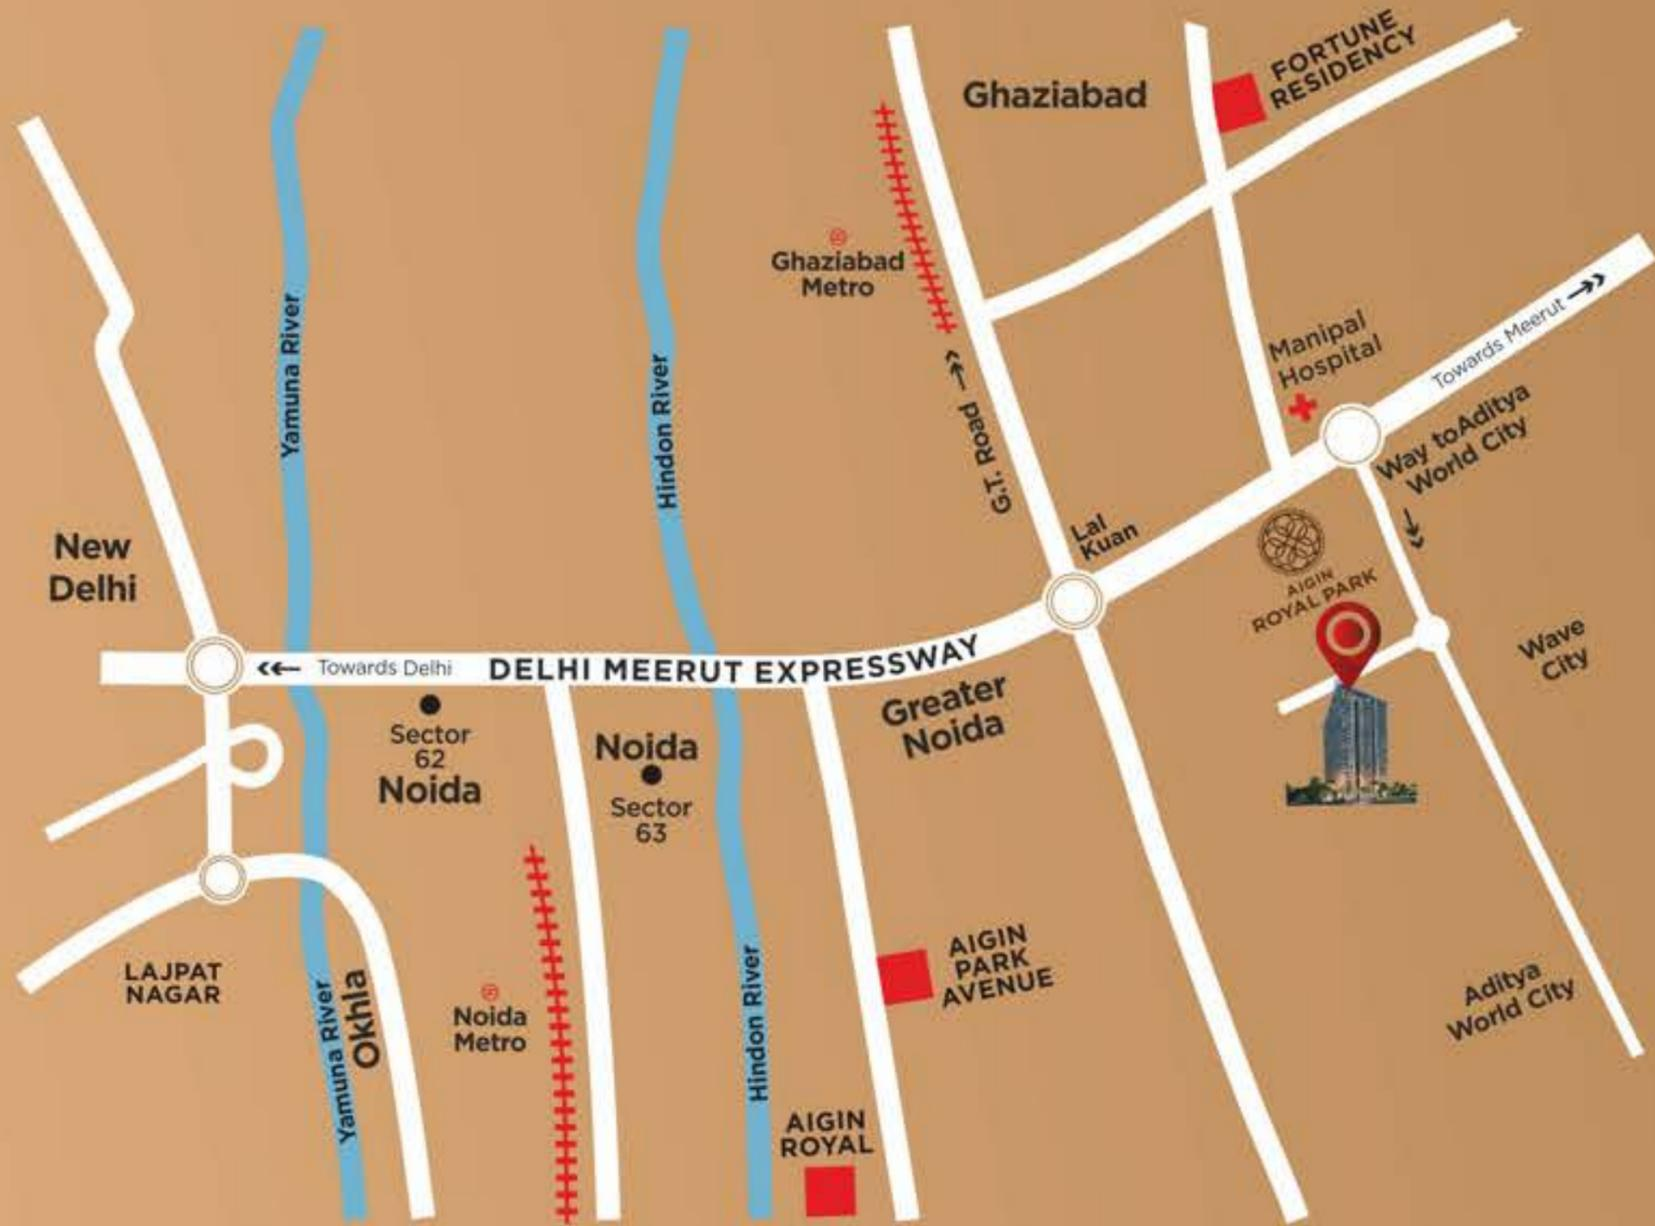 FORTUNE
RESIDENCY
Ghaziabad
Ghaziabad
Metro
Yamuna River
Hindon River
G.T. Road
Manipal
Hospital
Towards Meerut
Way toAditya
World City
Lal
Kuan
New
Delhi
AIGIN
ROYAL PARK
Wave
City
Towards Delhi
DELHI MEERUT EXPRESSWAY
Greater
Noida
Sector
62
Noida
Noida
Sector
63
LAJPAT
NAGAR
Yamuna River
Okhla
Noida
Metro
Hindon River
AIGIN
PARK
AVENUE
Aditya
World City
AIGIN
ROYAL